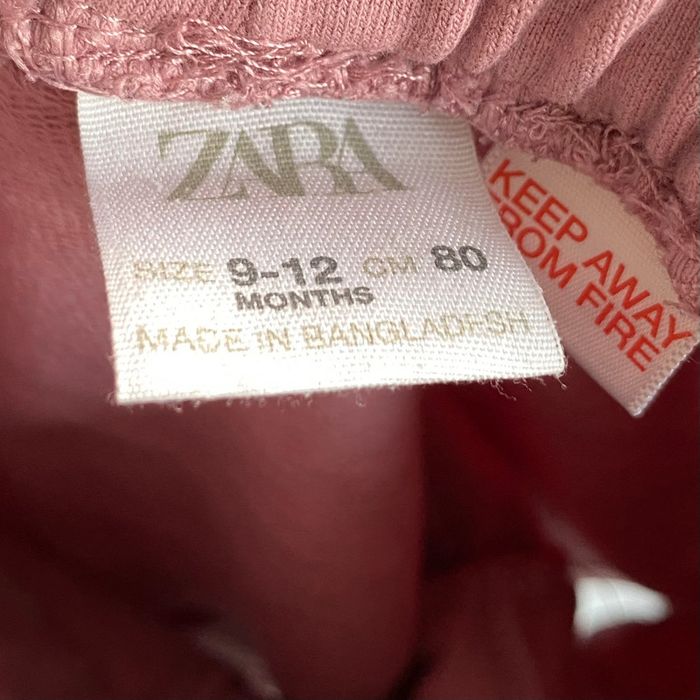 ZARA
SIZE 9-12 CM 80
MONTHS
MADE IN BANGLADESH
KEEP AWAY
FROM FIRE